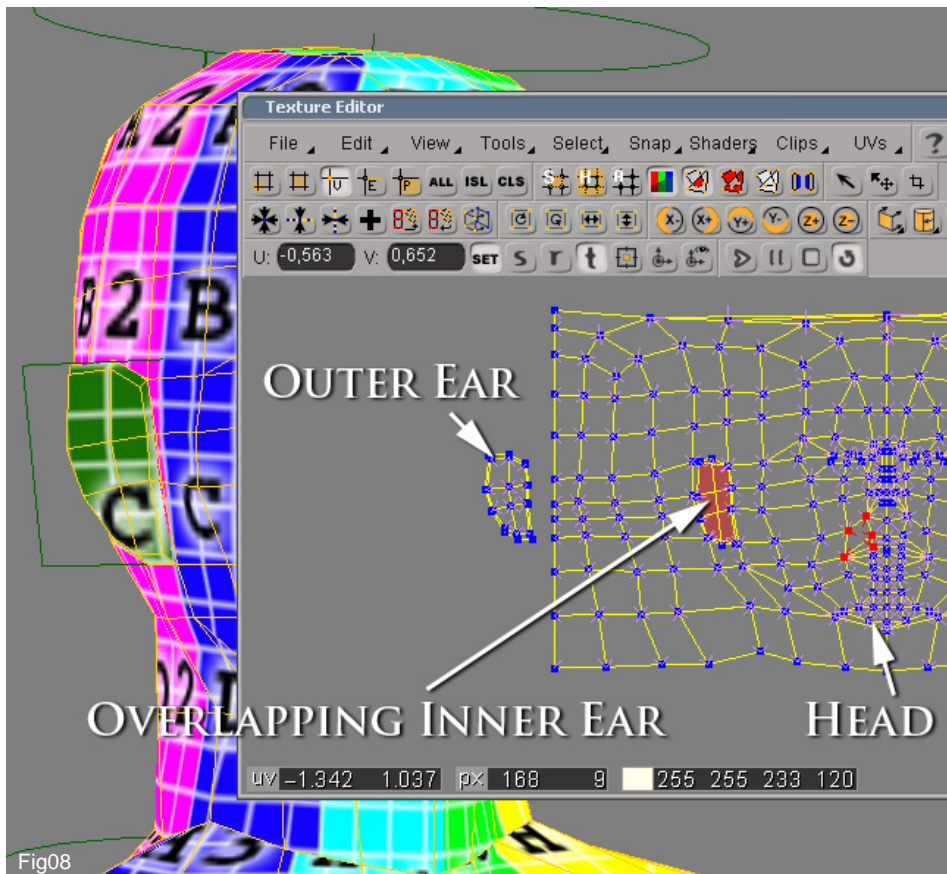 Texture Editor
File Edit View Tools Select Snap Shaders Clips UVs ?
U V E P ALL ISL CLS
X- X+ Y+ Y- Z+ Z-
U: -0,563 V: 0,652 SET S r t
A2
B2 B
OUTER EAR
C C
OVERLAPPING INNER EAR HEAD
uv -1.342 1.037 px 168 9 255 255 233 120
H
Fig08